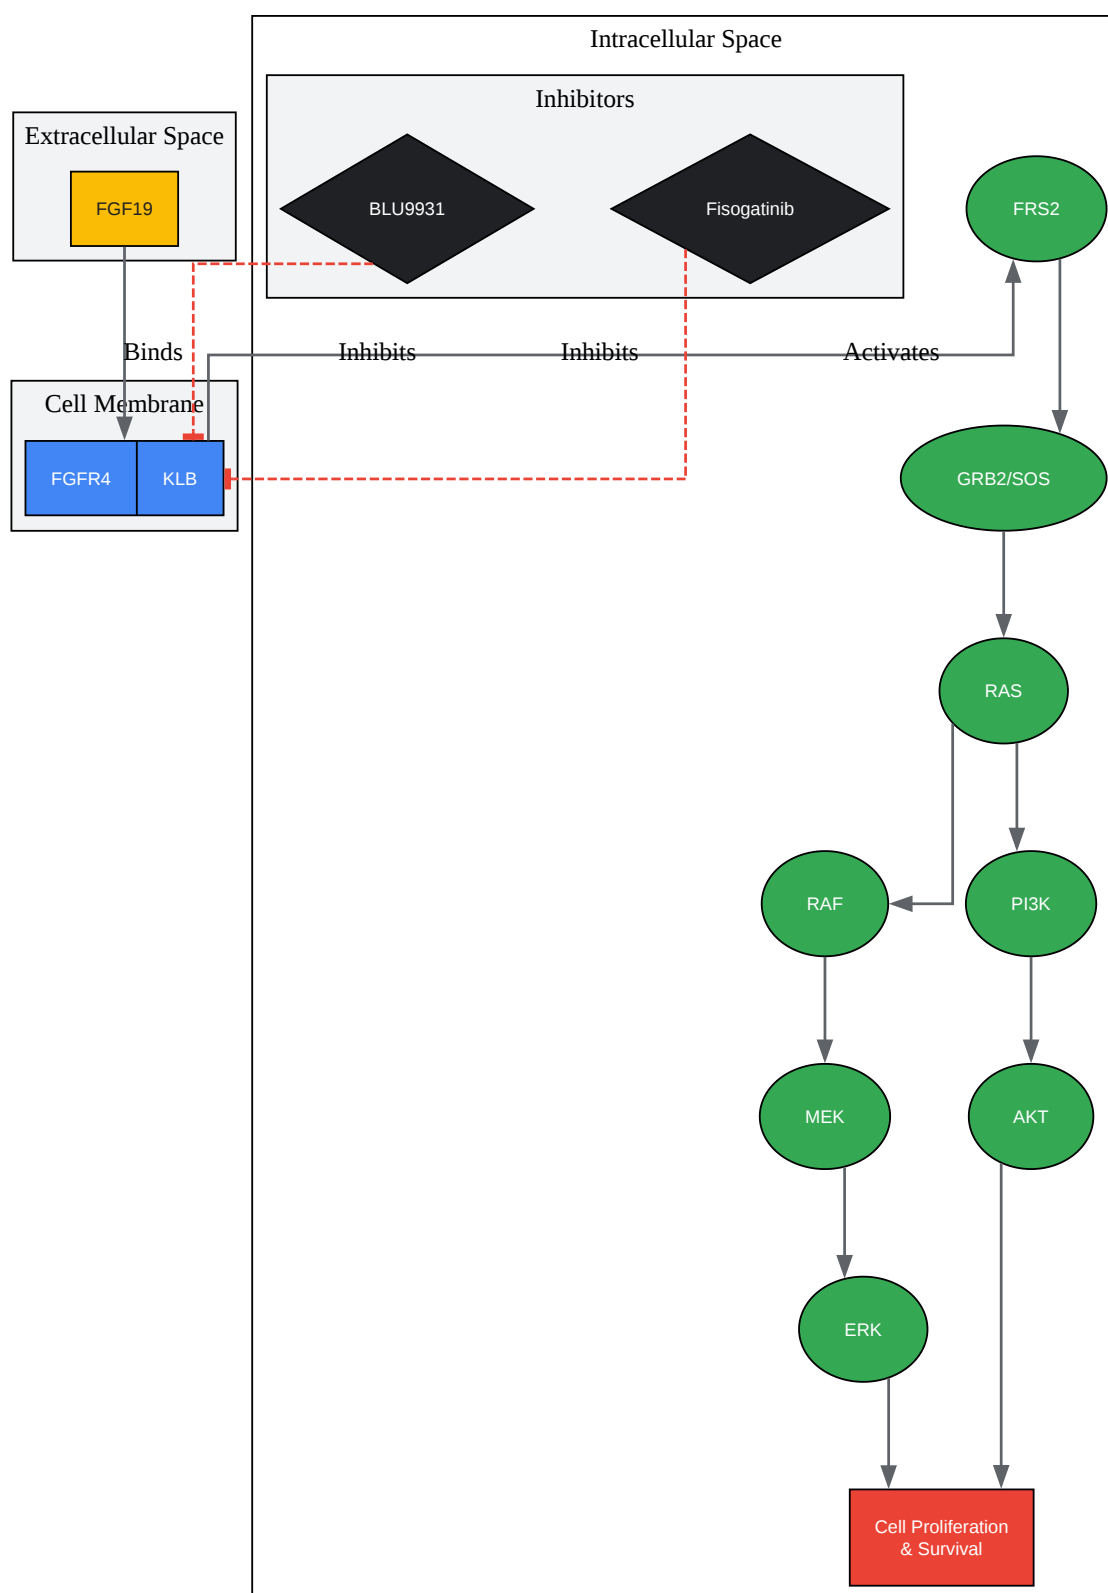 Intracellular Space
Inhibitors
Extracellular Space
FGF19
BLU9931
Fisogatinib
FRS2
Binds
Inhibits
Inhibits
Activates
Cell Membrane
FGFR4
KLB
GRB2/SOS
RAS
RAF
PI3K
MEK
AKT
ERK
Cell Proliferation
& Survival